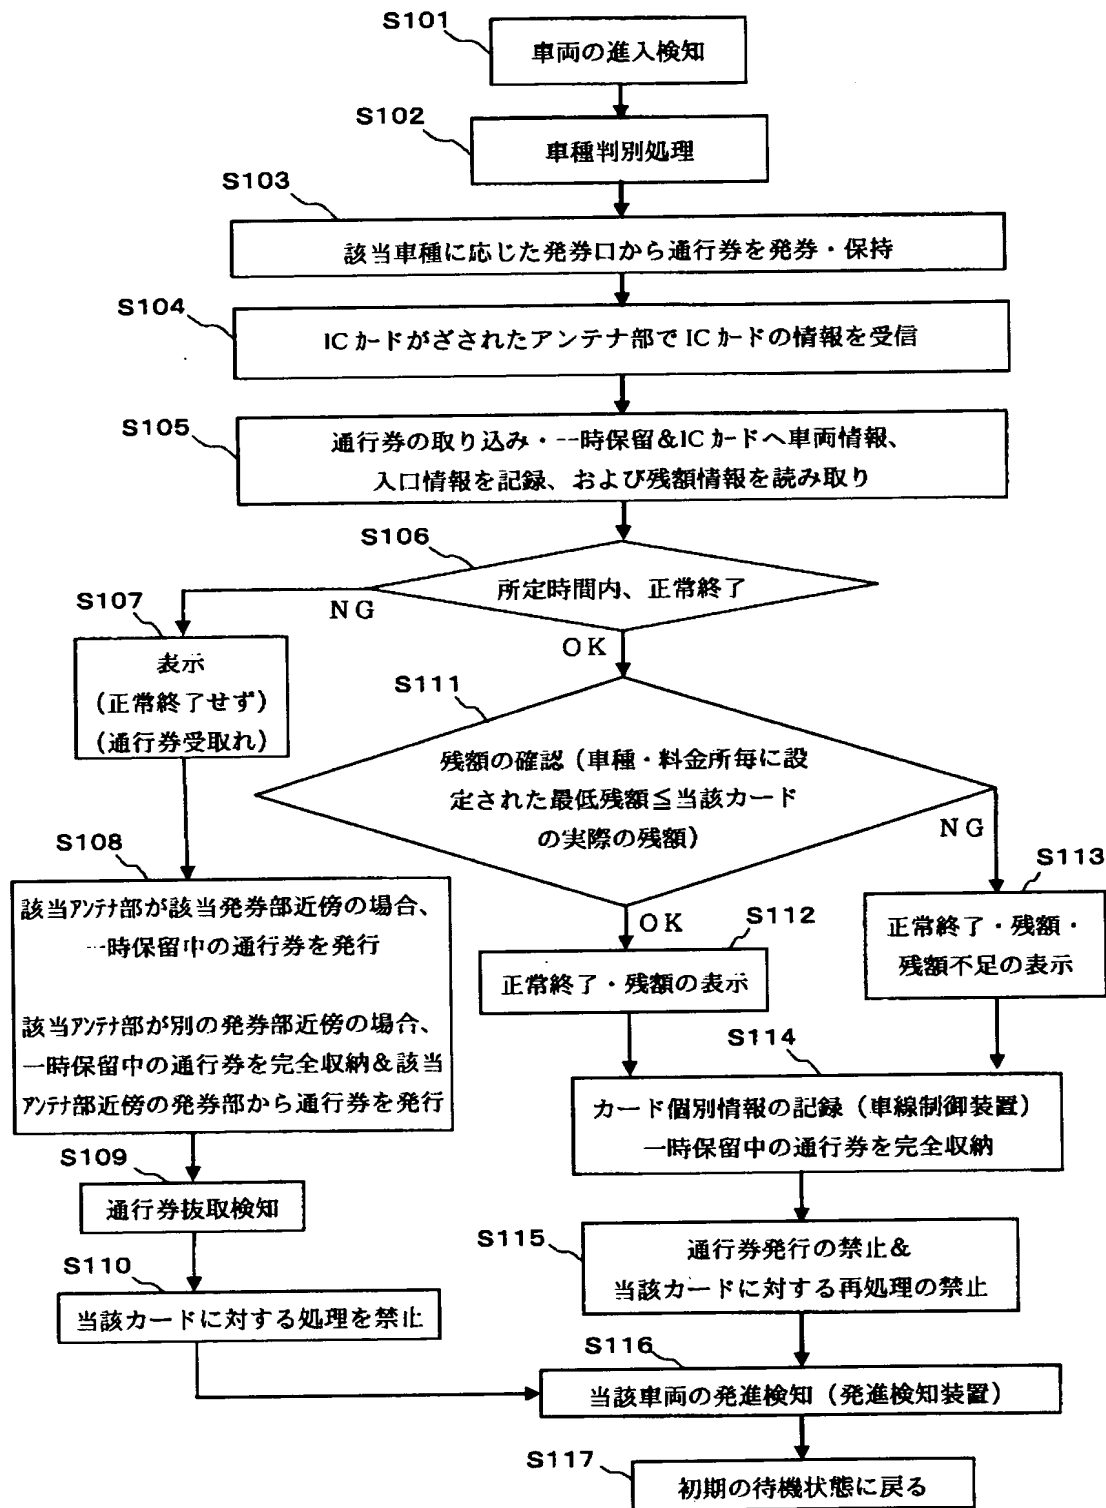 S101
車両の進入検知
S102
車種判別処理
S103
該当車種に応じた発券口から通行券を発券・保持
S104
ICカードがざされたアンテナ部でICカードの情報を受信
S105
通行券の取り込み・一時保留&ICカードへ車両情報、
入口情報を記録、および残額情報を読み取り
S106
所定時間内、正常終了
NG
OK
S107
表示
(正常終了せず)
(通行券受取れ)
S108
該当アンテナ部が該当発券部近傍の場合、
一時保留中の通行券を発行
該当アンテナ部が別の発券部近傍の場合、
一時保留中の通行券を完全収納&該当
アンテナ部近傍の発券部から通行券を発行
S109
通行券抜取検知
S110
当該カードに対する処理を禁止
S111
残額の確認(車種・料金所毎に設
定された最低残額≦当該カード
の実際の残額)
NG
OK
S112
正常終了・残額の表示
S113
正常終了・残額・
残額不足の表示
S114
カード個別情報の記録(車線制御装置)
一時保留中の通行券を完全収納
S115
通行券発行の禁止&
当該カードに対する再処理の禁止
S116
当該車両の発進検知(発進検知装置)
S117
初期の待機状態に戻る